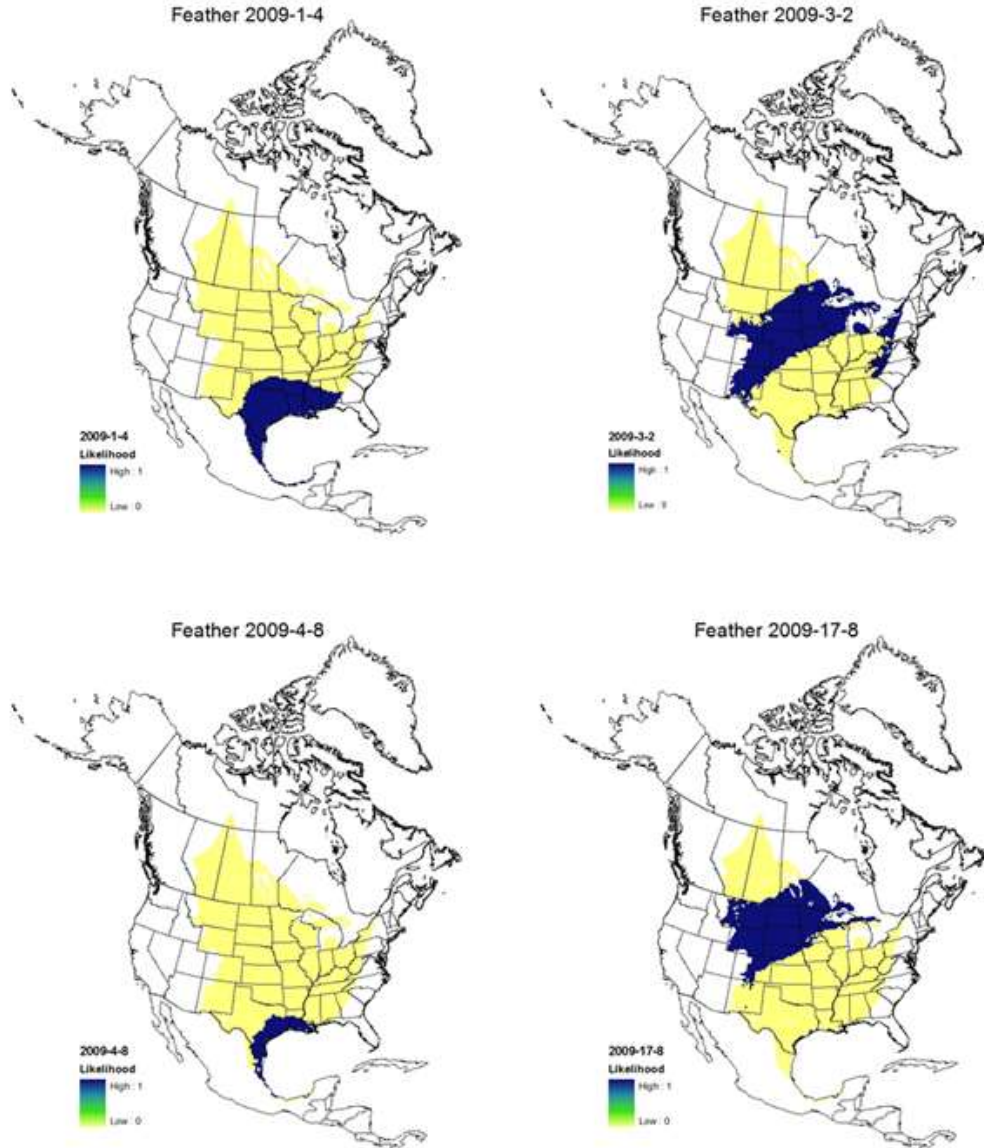 Feather 2009-1-4
Feather 2009-3-2
2009-1-4
Likelihood
High : 1
Low : 0
2009-3-2
Likelihood
High : 1
Low : 0
Feather 2009-4-8
Feather 2009-17-8
2009-4-8
Likelihood
High : 1
Low : 0
2009-17-8
Likelihood
High : 1
Low : 0